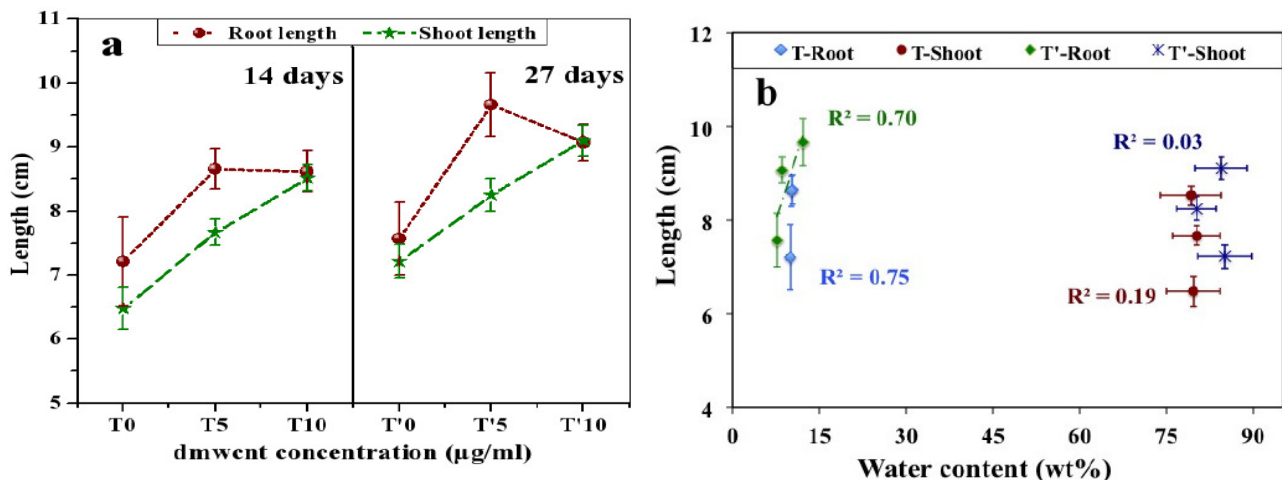 a
Root length
Shoot length
14 days
27 days
11
10
9
8
7
6
5
Length (cm)
T0
T5
T10
T'0
T'5
T'10
dmwcnt concentration (µg/ml)
T-Root
T-Shoot
T'-Root
T'-Shoot
b
R² = 0.70
R² = 0.03
R² = 0.75
R² = 0.19
12
10
8
6
4
Length (cm)
0
15
30
45
60
75
90
Water content (wt%)